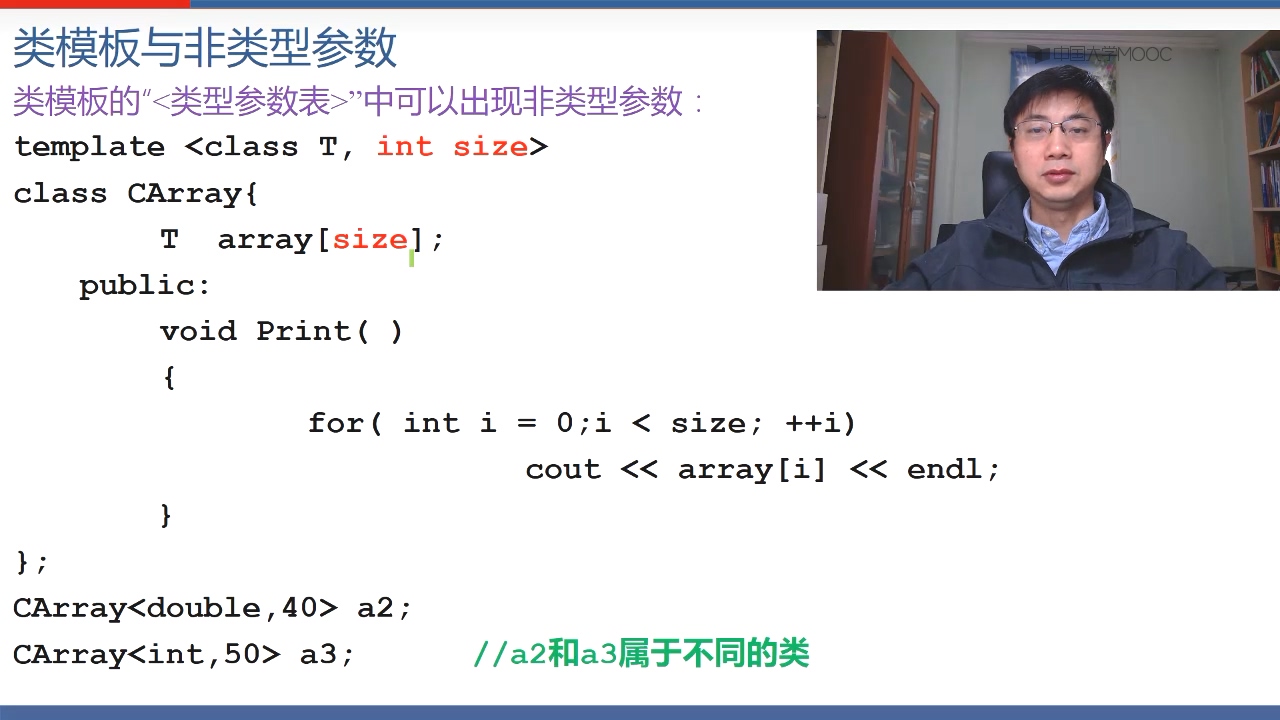 类模板与非类型参数
类模板的“<类型参数表>”中可以出现非类型参数：
template <class T, int size>
class CArray{
T  array[size];
public:
void Print( )
{
for( int i = 0;i < size; ++i)
cout << array[i] << endl;
}
};
CArray<double,40> a2;
CArray<int,50> a3;  //a2和a3属于不同的类
中国大学MOOC